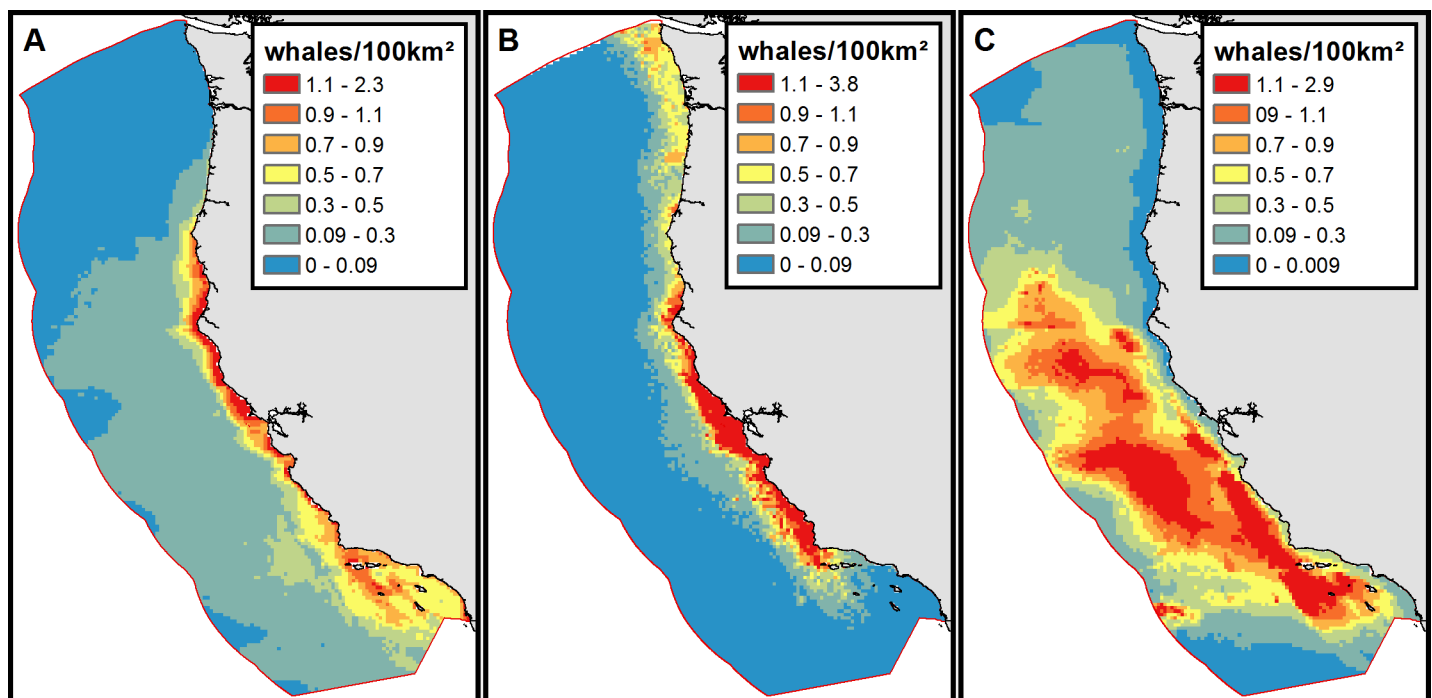 A
whales/100km²
1.1 - 2.3
0.9 - 1.1
0.7 - 0.9
0.5 - 0.7
0.3 - 0.5
0.09 - 0.3
0 - 0.09
B
whales/100km²
1.1 - 3.8
0.9 - 1.1
0.7 - 0.9
0.5 - 0.7
0.3 - 0.5
0.09 - 0.3
0 - 0.09
C
whales/100km²
1.1 - 2.9
09 - 1.1
0.7 - 0.9
0.5 - 0.7
0.3 - 0.5
0.09 - 0.3
0 - 0.009